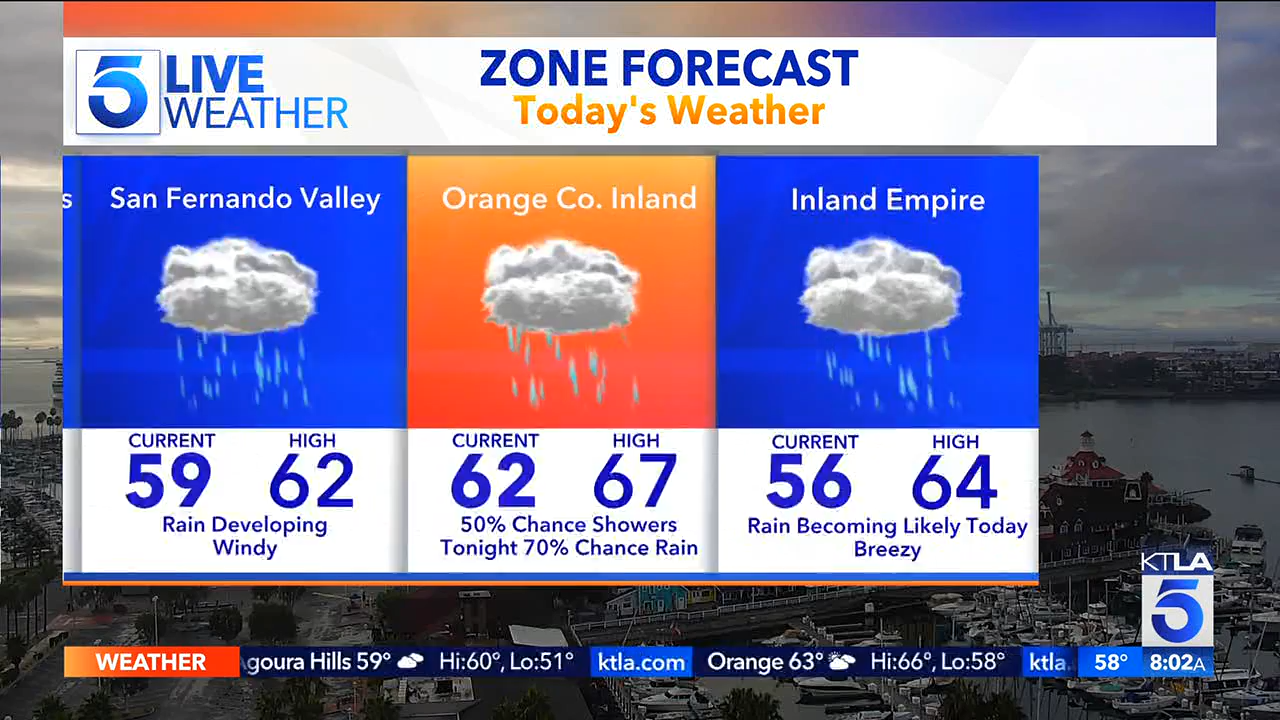 5 LIVE
WEATHER
ZONE FORECAST
Today's Weather
s
San Fernando Valley
CURRENT HIGH
59 62
Rain Developing
Windy
Orange Co. Inland
CURRENT HIGH
62 67
50% Chance Showers
Tonight 70% Chance Rain
Inland Empire
CURRENT HIGH
56 64
Rain Becoming Likely Today
Breezy
KTLA
5
WEATHER
goura Hills 59° Hi:60°, Lo:51° ktla.com Orange 63° Hi:66°, Lo:58° ktla. 58° 8:02A